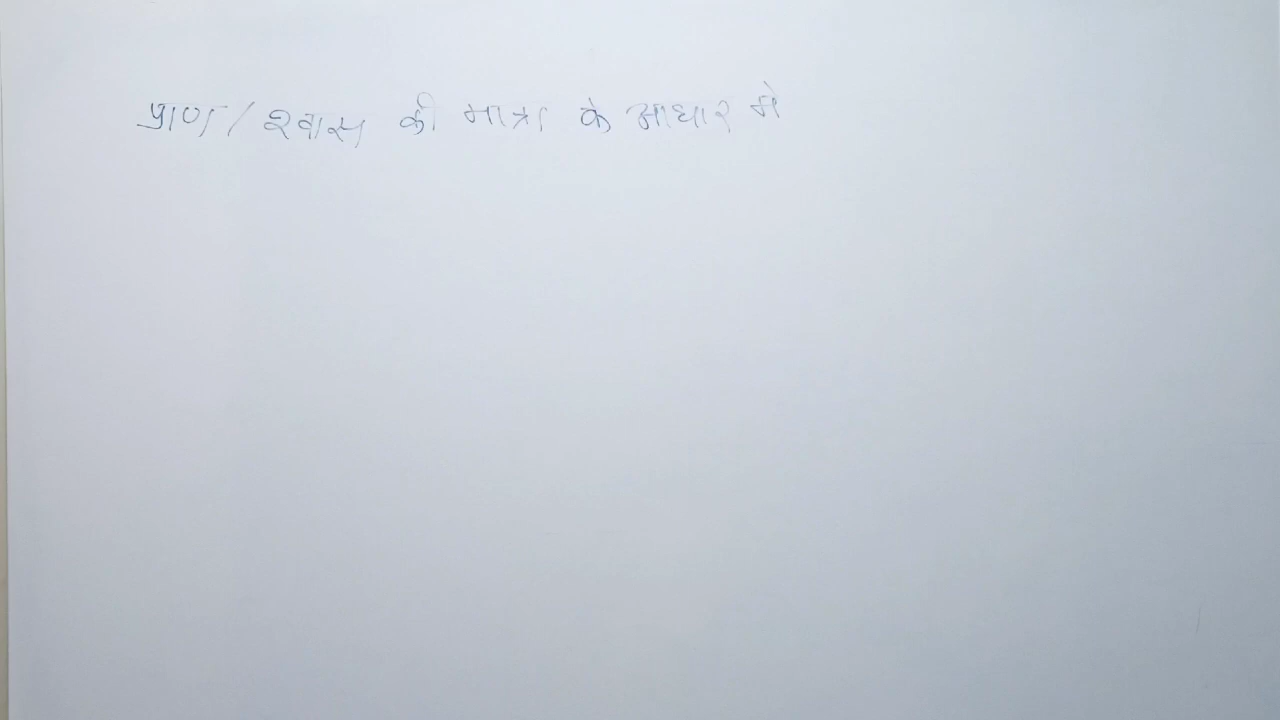 प्राण / श्वास की मात्रा के आधार में